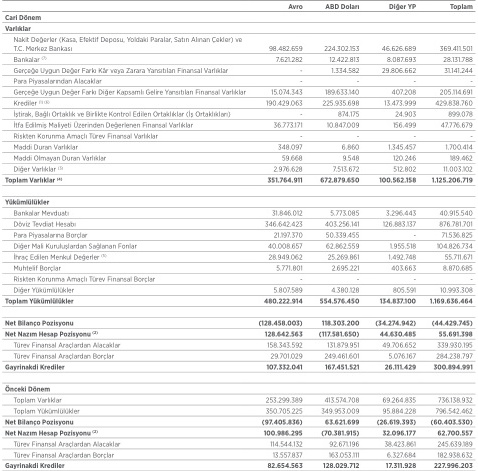 Avro ABD Doları Diğer YP Toplam
Cari Dönem
Varlıklar
Nakit Değerler (Kasa, Efektif Deposu, Yoldaki Paralar, Satın Alınan Çekler) ve
T.C. Merkez Bankası 98.482.659 224.302.153 46.626.689 369.411.501
Bankalar 7.621.282 12.422.813 8.087.693 28.131.788
Gerçeğe Uygun Değer Farkı Kâr veya Zarara Yansıtılan Finansal Varlıklar - 1.334.582 29.806.662 31.141.244
Para Piyasalarından Alacaklar - - - -
Gerçeğe Uygun Değer Farkı Diğer Kapsamlı Gelire Yansıtılan Finansal Varlıklar 15.074.343 189.633.140 407.208 205.114.691
Krediler 190.429.063 225.935.698 13.473.999 429.838.760
İştirak, Bağlı Ortaklık ve Birlikte Kontrol Edilen Ortaklıklar (İş Ortaklıkları) - 874.175 24.903 899.078
İtfa Edilmiş Maliyeti Üzerinden Değerlenen Finansal Varlıklar 36.773.171 10.847.009 156.499 47.776.679
Riskten Korunma Amaçlı Türev Finansal Varlıklar - - - -
Maddi Duran Varlıklar 348.097 6.860 1.345.457 1.700.414
Maddi Olmayan Duran Varlıklar 59.668 9.548 120.246 189.462
Diğer Varlıklar (3) 2.976.628 7.513.672 512.802 11.003.102
Toplam Varlıklar (4) 351.764.911 672.879.650 100.562.158 1.125.206.719
Yükümlülükler
Bankalar Mevduatı 31.846.012 5.773.085 3.296.443 40.915.540
Döviz Tevdiat Hesabı 346.642.423 403.256.141 126.883.137 876.781.701
Para Piyasalarına Borçlar 21.197.370 50.339.455 - 71.536.825
Diğer Mali Kuruluşlardan Sağlanan Fonlar 40.008.657 62.862.559 1.955.518 104.826.734
İhraç Edilen Menkul Değerler (5) 28.949.062 25.269.861 1.492.748 55.711.671
Muhtelif Borçlar 5.771.801 2.695.221 403.663 8.870.685
Riskten Korunma Amaçlı Türev Finansal Borçlar - - - -
Diğer Yükümlülükler 5.807.589 4.380.128 805.591 10.993.308
Toplam Yükümlülükler 480.222.914 554.576.450 134.837.100 1.169.636.464
Net Bilanço Pozisyonu (128.458.003) 118.303.200 (34.274.942) (44.429.745)
Net Nazım Hesap Pozisyonu (2) 128.642.563 (117.581.650) 44.630.485 55.691.398
Türev Finansal Araçlardan Alacaklar 158.343.592 131.879.951 49.706.652 339.930.195
Türev Finansal Araçlardan Borçlar 29.701.029 249.461.601 5.076.167 284.238.797
Gayrinakdi Krediler 107.332.041 167.451.521 26.111.429 300.894.991
Önceki Dönem
Toplam Varlıklar 253.299.389 413.574.708 69.264.835 736.138.932
Toplam Yükümlülükler 350.705.225 349.953.009 95.884.228 796.542.462
Net Bilanço Pozisyonu (97.405.836) 63.621.699 (26.619.393) (60.403.530)
Net Nazım Hesap Pozisyonu (2) 100.986.295 (70.381.915) 32.096.177 62.700.557
Türev Finansal Araçlardan Alacaklar 114.544.132 92.671.196 38.423.861 245.639.189
Türev Finansal Araçlardan Borçlar 13.557.837 163.053.111 6.327.684 182.938.632
Gayrinakdi Krediler 82.654.563 128.029.712 17.311.928 227.996.203